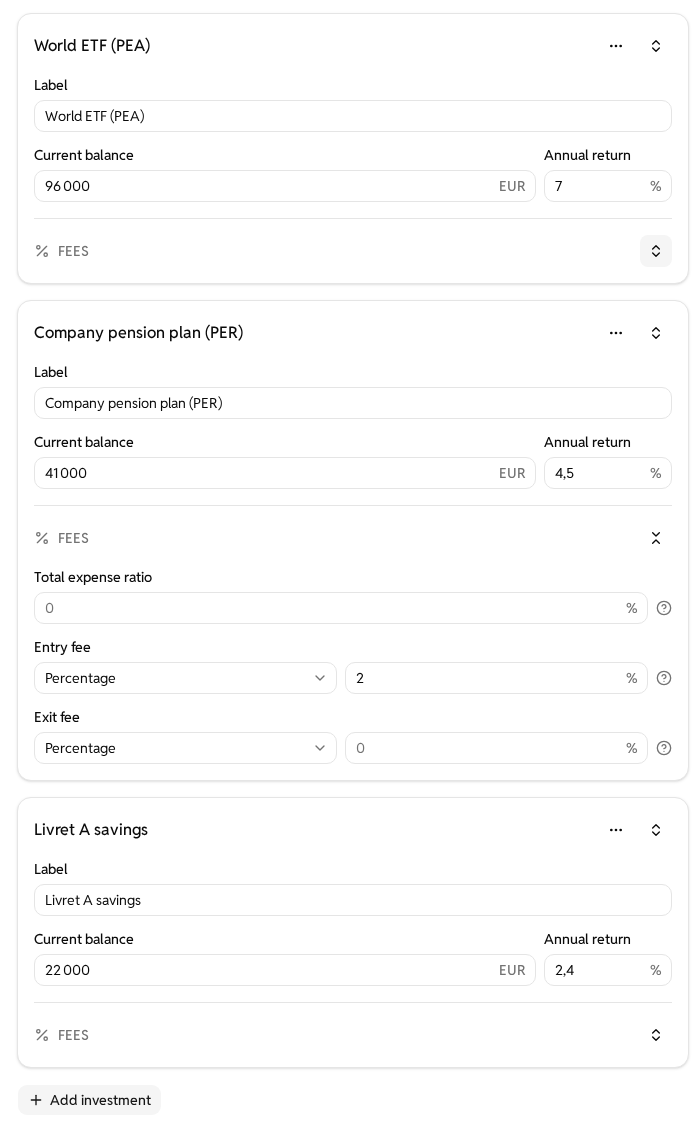 World ETF (PEA)
Label
World ETF (PEA)
Current balance Annual return
96 000 EUR 7 %
% FEES
Company pension plan (PER)
Label
Company pension plan (PER)
Current balance Annual return
41 000 EUR 4,5 %
% FEES
Total expense ratio
0 %
Entry fee
Percentage 2 %
Exit fee
Percentage 0 %
Livret A savings
Label
Livret A savings
Current balance Annual return
22 000 EUR 2,4 %
% FEES
+ Add investment